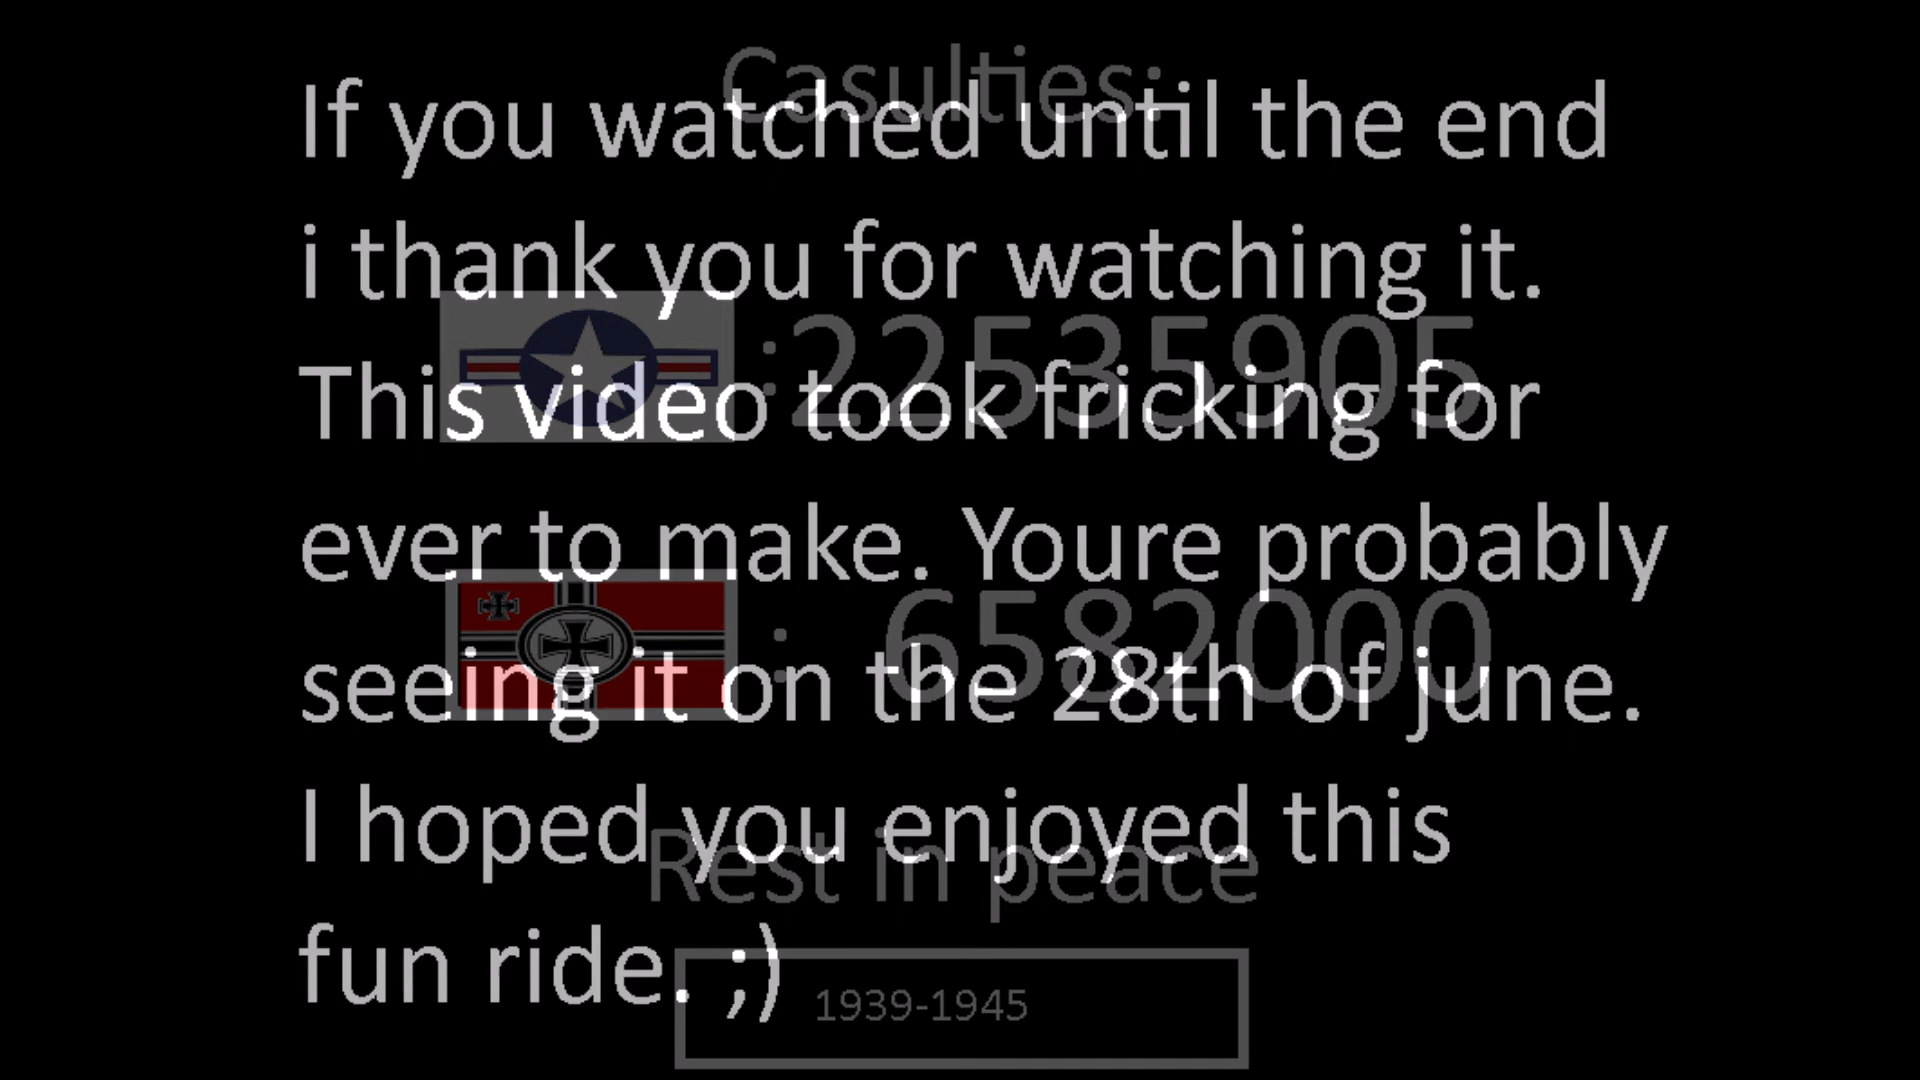 Casulties:
If you watched until the end
i thank you for watching it.
:22535905
This video took fricking for
ever to make. Youre probably
: 6582000
seeing it on the 28th of june.
I hoped you enjoyed this
Rest in peace
fun ride. ;)
1939-1945